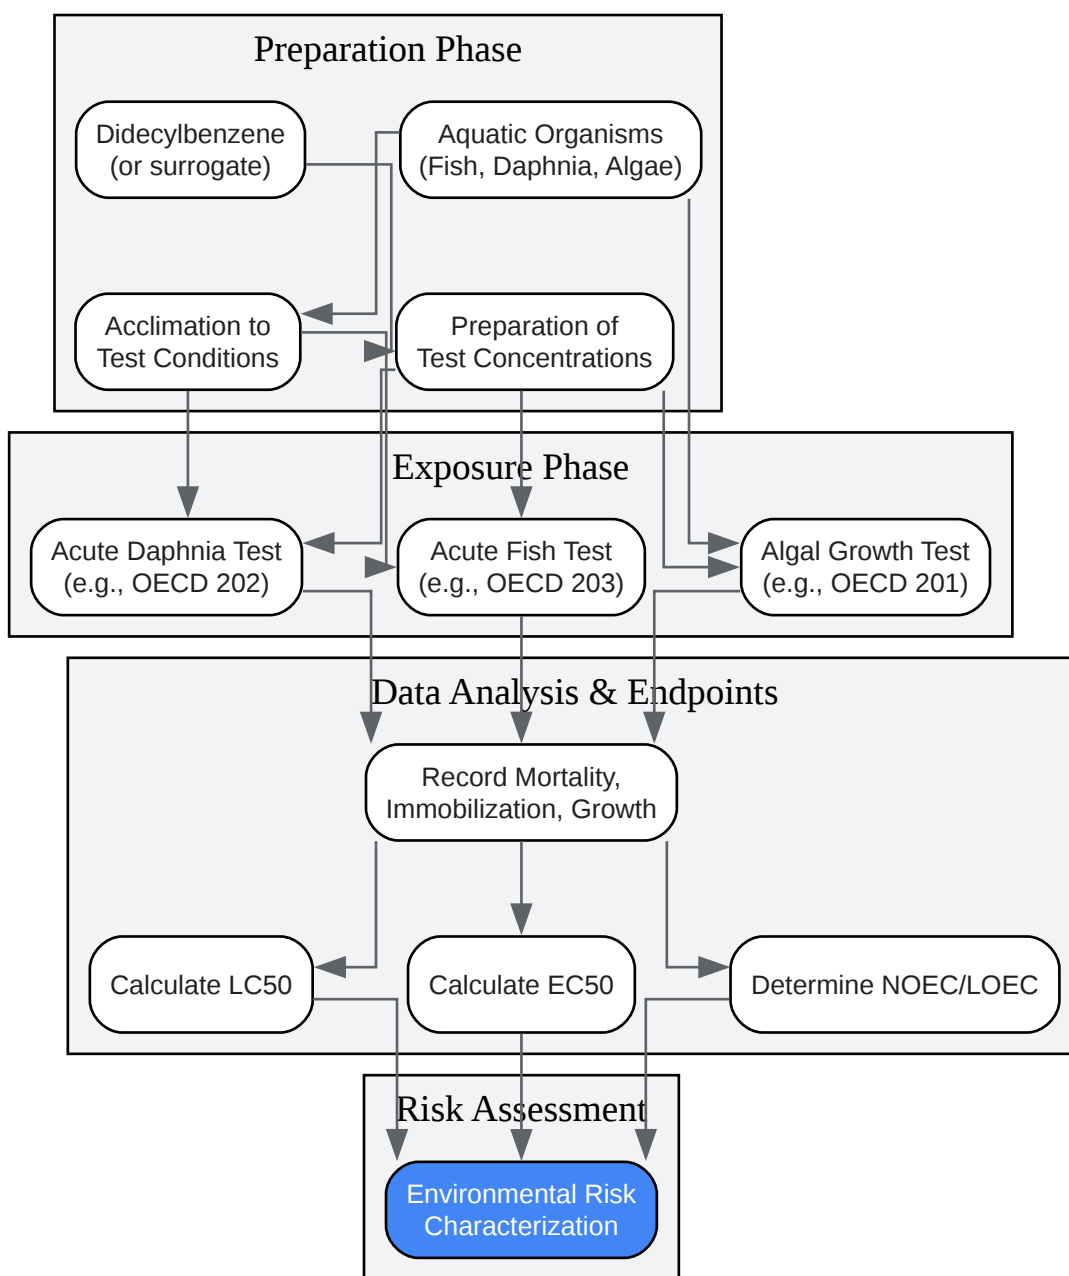 Preparation Phase
Didecylbenzene
(or surrogate)
Aquatic Organisms
(Fish, Daphnia, Algae)
Acclimation to
Test Conditions
Preparation of
Test Concentrations
Exposure Phase
Acute Daphnia Test
(e.g., OECD 202)
Acute Fish Test
(e.g., OECD 203)
Algal Growth Test
(e.g., OECD 201)
Data Analysis & Endpoints
Record Mortality,
Immobilization, Growth
Calculate LC50
Calculate EC50
Determine NOEC/LOEC
Risk Assessment
Environmental Risk
Characterization